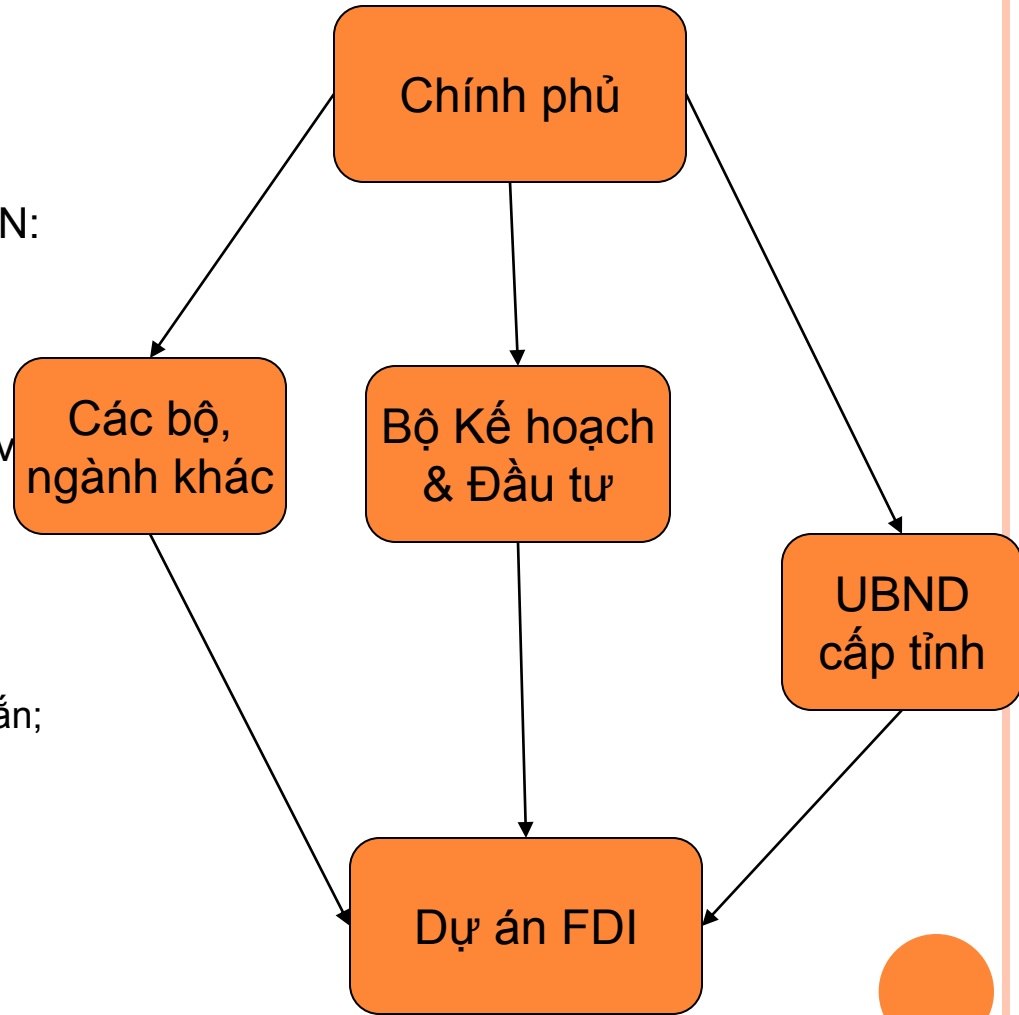 Chính phủ
N:
Các bộ,
ngành khác
Bộ Kế hoạch
& Đầu tư
UBND
cấp tỉnh
ắn;
Dự án FDI